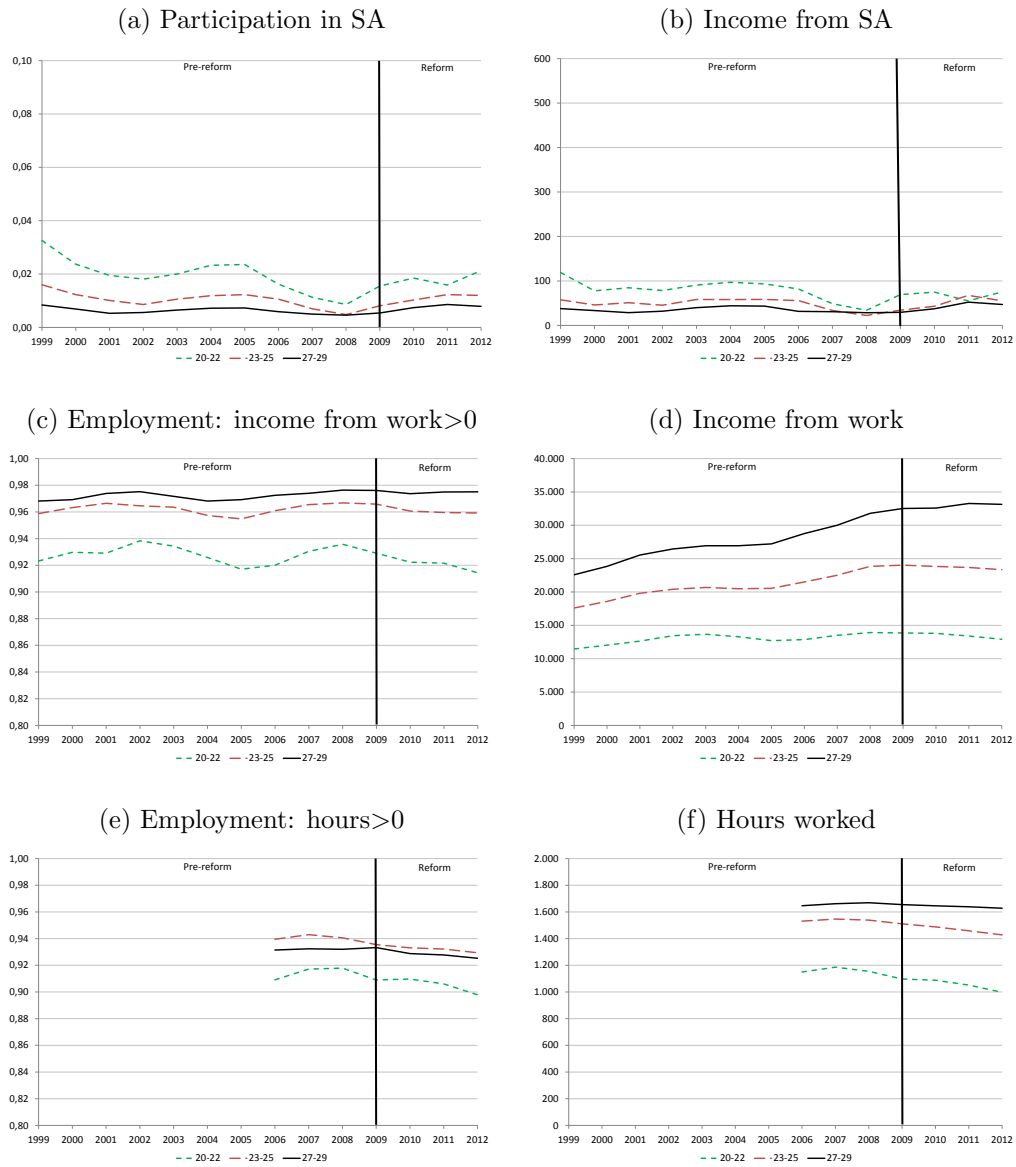 (a) Participation in SA
Pre-reform Reform
0,10
0,08
0,06
0,04
0,02
0,00
1999 2000 2001 2002 2003 2004 2005 2006 2007 2008 2009 2010 2011 2012
20-22 23-25 27-29
(b) Income from SA
Pre-reform Reform
600
500
400
300
200
100
0
1999 2000 2001 2002 2003 2004 2005 2006 2007 2008 2009 2010 2011 2012
20-22 23-25 27-29
(c) Employment: income from work>0
Pre-reform Reform
1,00
0,98
0,96
0,94
0,92
0,90
0,88
0,86
0,84
0,82
0,80
1999 2000 2001 2002 2003 2004 2005 2006 2007 2008 2009 2010 2011 2012
20-22 23-25 27-29
(d) Income from work
Pre-reform Reform
40.000
35.000
30.000
25.000
20.000
15.000
10.000
5.000
0
1999 2000 2001 2002 2003 2004 2005 2006 2007 2008 2009 2010 2011 2012
20-22 23-25 27-29
(e) Employment: hours>0
Pre-reform Reform
1,00
0,98
0,96
0,94
0,92
0,90
0,88
0,86
0,84
0,82
0,80
1999 2000 2001 2002 2003 2004 2005 2006 2007 2008 2009 2010 2011 2012
20-22 23-25 27-29
(f) Hours worked
Pre-reform Reform
2.000
1.800
1.600
1.400
1.200
1.000
800
600
400
200
0
1999 2000 2001 2002 2003 2004 2005 2006 2007 2008 2009 2010 2011 2012
20-22 23-25 27-29